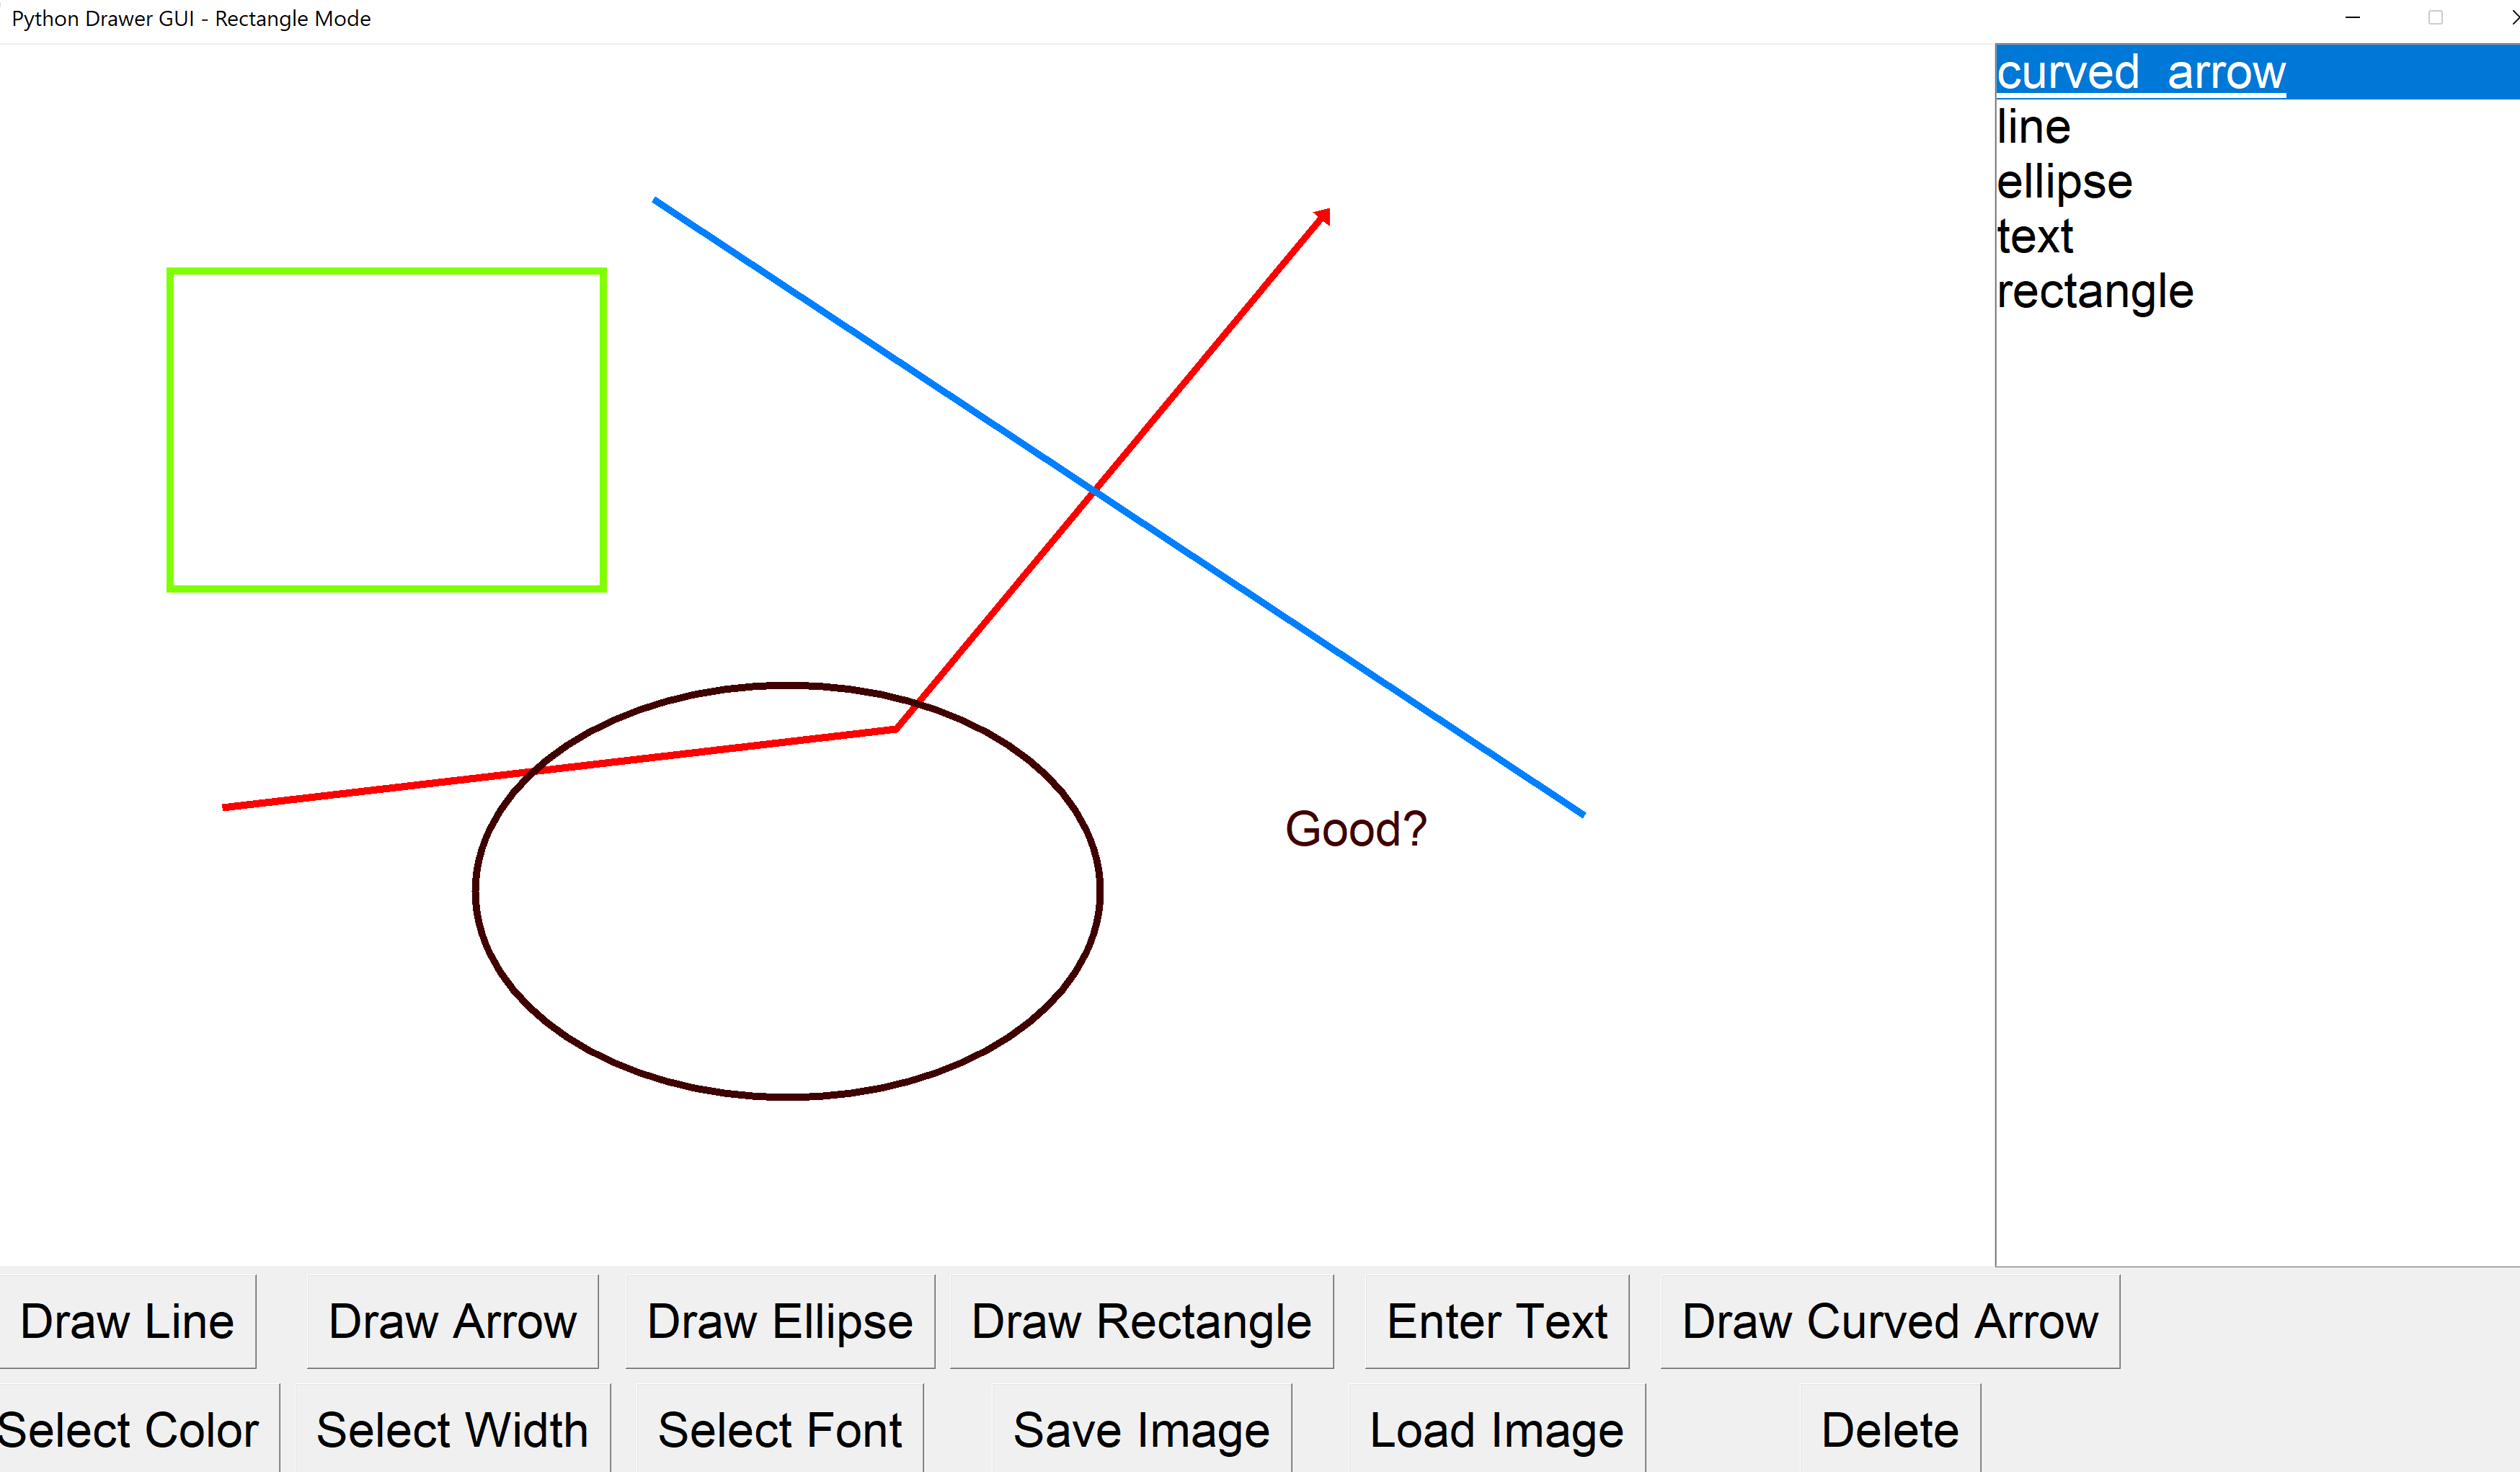 Python Drawer GUI - Rectangle Mode
curved_arrow
line
ellipse
text
rectangle
Good?
Draw Line
Draw Arrow
Draw Ellipse
Draw Rectangle
Enter Text
Draw Curved Arrow
Select Color
Select Width
Select Font
Save Image
Load Image
Delete